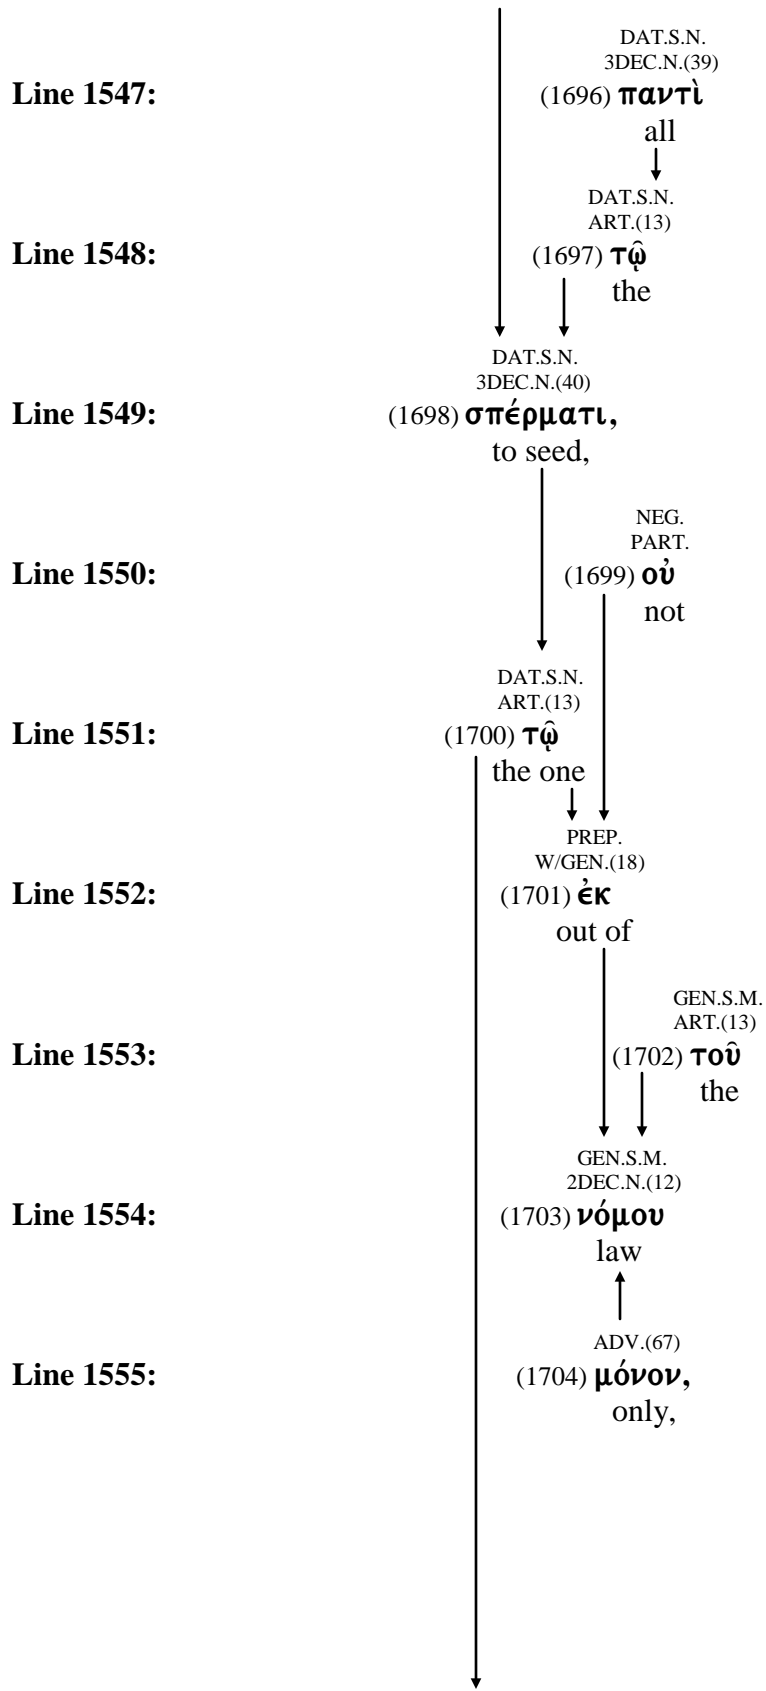 DAT.S.N.
3DEC.N.(39)
Line 1547: (1696) παντὶ
all
DAT.S.N.
ART.(13)
Line 1548: (1697) τῷ
the
DAT.S.N.
3DEC.N.(40)
Line 1549: (1698) σπέρματι,
to seed,
NEG.
PART.
Line 1550: (1699) οὐ
not
DAT.S.N.
ART.(13)
Line 1551: (1700) τῷ
the one
PREP.
W/GEN.(18)
Line 1552: (1701) ἐκ
out of
GEN.S.M.
ART.(13)
Line 1553: (1702) τοῦ
the
GEN.S.M.
2DEC.N.(12)
Line 1554: (1703) νόμου
law
ADV.(67)
Line 1555: (1704) μόνον,
only,